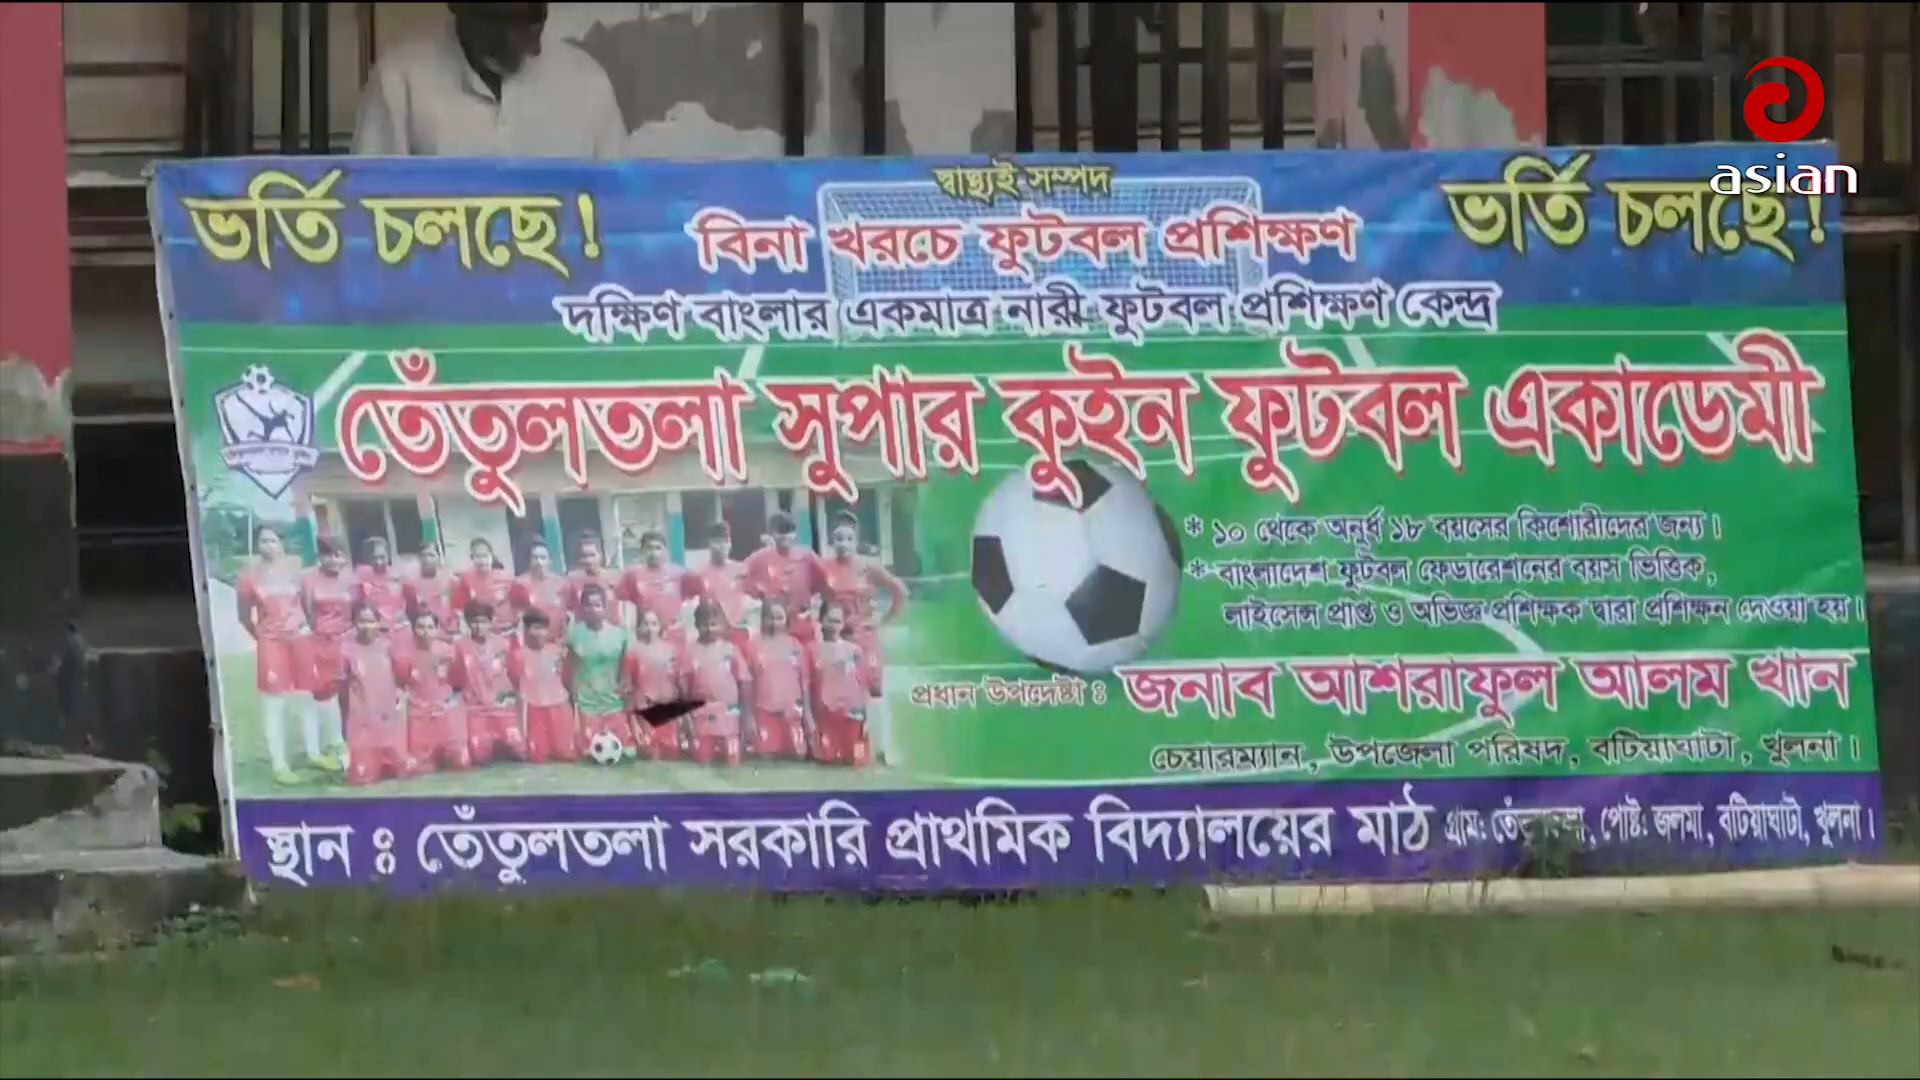 asian
স্বাস্থ্যই সম্পদ
ভর্তি চলছে! বিনা খরচে ফুটবল প্রশিক্ষণ ভর্তি চলছে!
দক্ষিণ বাংলার একমাত্র নারী ফুটবল প্রশিক্ষণ কেন্দ্র
তেঁতুলতলা সুপার কুইন ফুটবল একাডেমী
* ১০ থেকে অনূর্ধ ১৮ বয়সের কিশোরীদের জন্য।
* বাংলাদেশ ফুটবল ফেডারেশনের বয়স ভিত্তিক,
লাইসেন্স প্রাপ্ত ও অভিজ্ঞ প্রশিক্ষক দ্বারা প্রশিক্ষন দেওয়া হয়।
প্রধান উপদেষ্টা : জনাব আশরাফুল আলম খান
চেয়ারম্যান, উপজেলা পরিষদ, বটিয়াঘাটা, খুলনা।
স্থান : তেঁতুলতলা সরকারি প্রাথমিক বিদ্যালয়ের মাঠ গ্রাম: তেঁতুলতলা, পোষ্ট: জলমা, বটিয়াঘাটা, খুলনা।